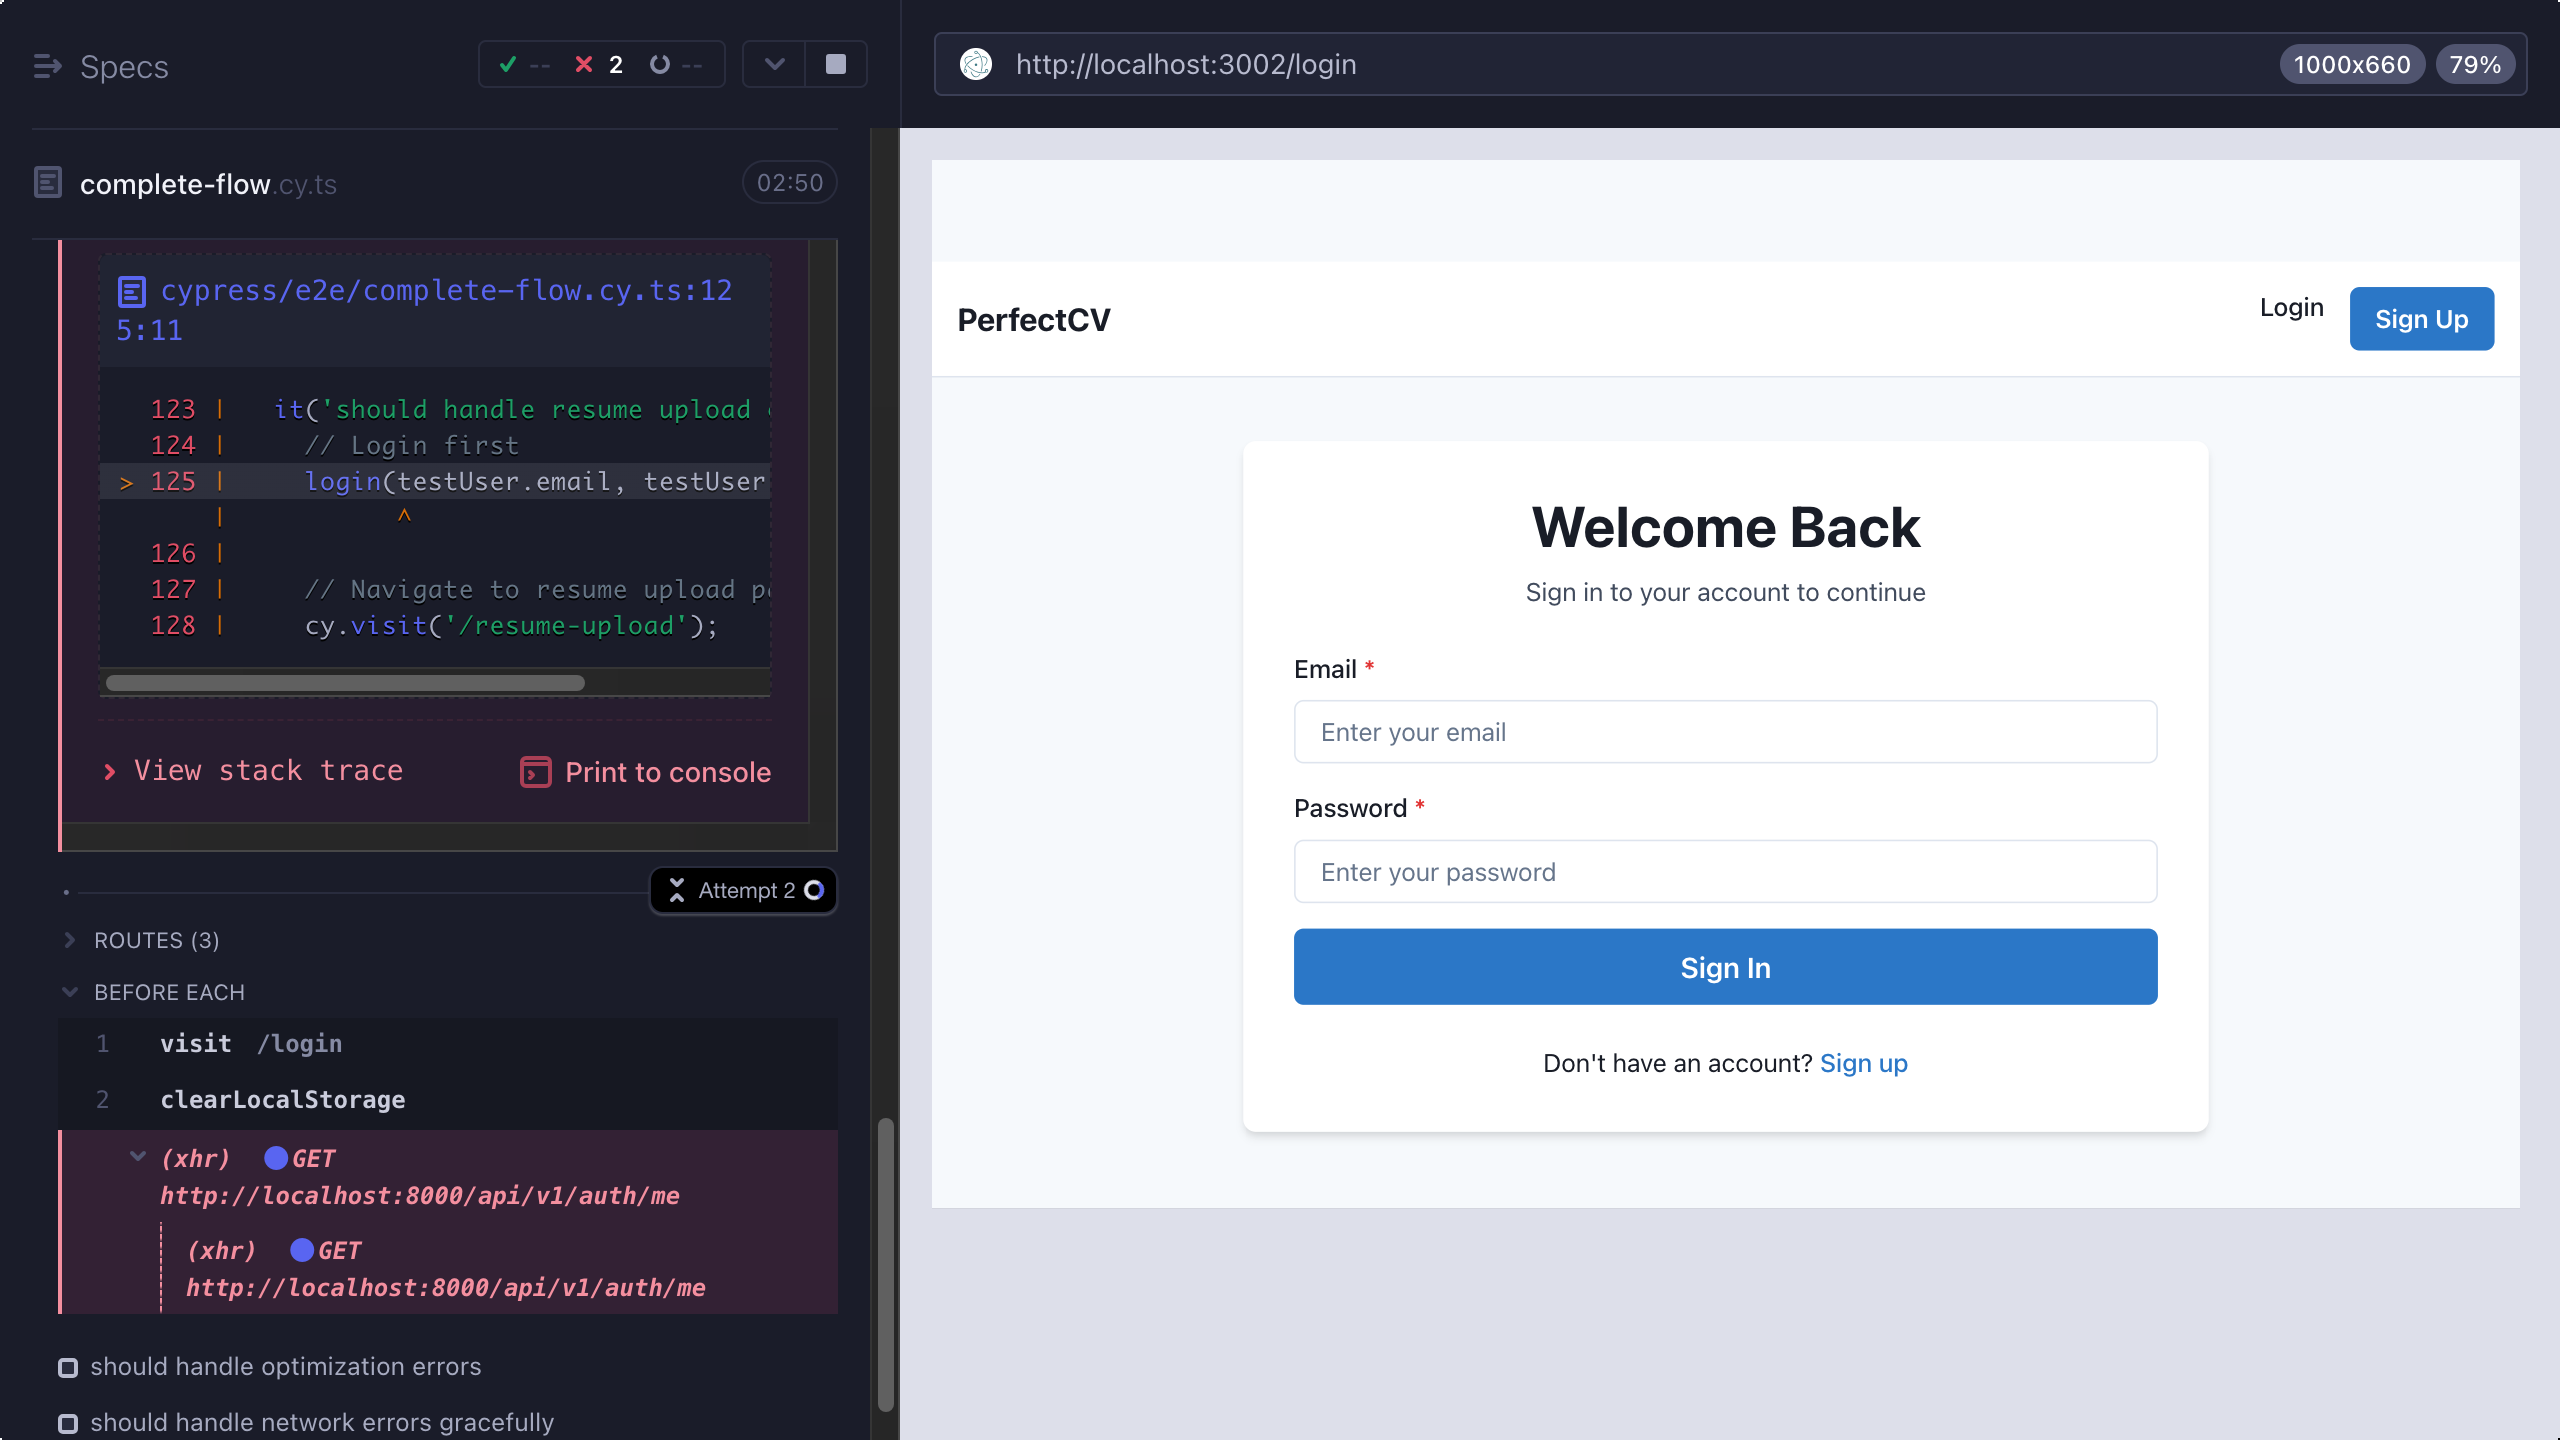 Specs
--
2
--
complete-flow.cy.ts
02:50
cypress/e2e/complete-flow.cy.ts:12
5:11
123 | it('should handle resume upload
124 | // Login first
> 125 | login(testUser.email, testUser
| ^
126 |
127 | // Navigate to resume upload
128 | cy.visit('/resume-upload');
View stack trace
Print to console
Attempt 2
ROUTES (3)
BEFORE EACH
1 visit /login
2 clearLocalStorage
(xhr) GET
http://localhost:8000/api/v1/auth/me
(xhr) GET
http://localhost:8000/api/v1/auth/me
should handle optimization errors
should handle network errors gracefully
http://localhost:3002/login
1000x660
79%
PerfectCV
Login
Sign Up
Welcome Back
Sign in to your account to continue
Email *
Enter your email
Password *
Enter your password
Sign In
Don't have an account? Sign up